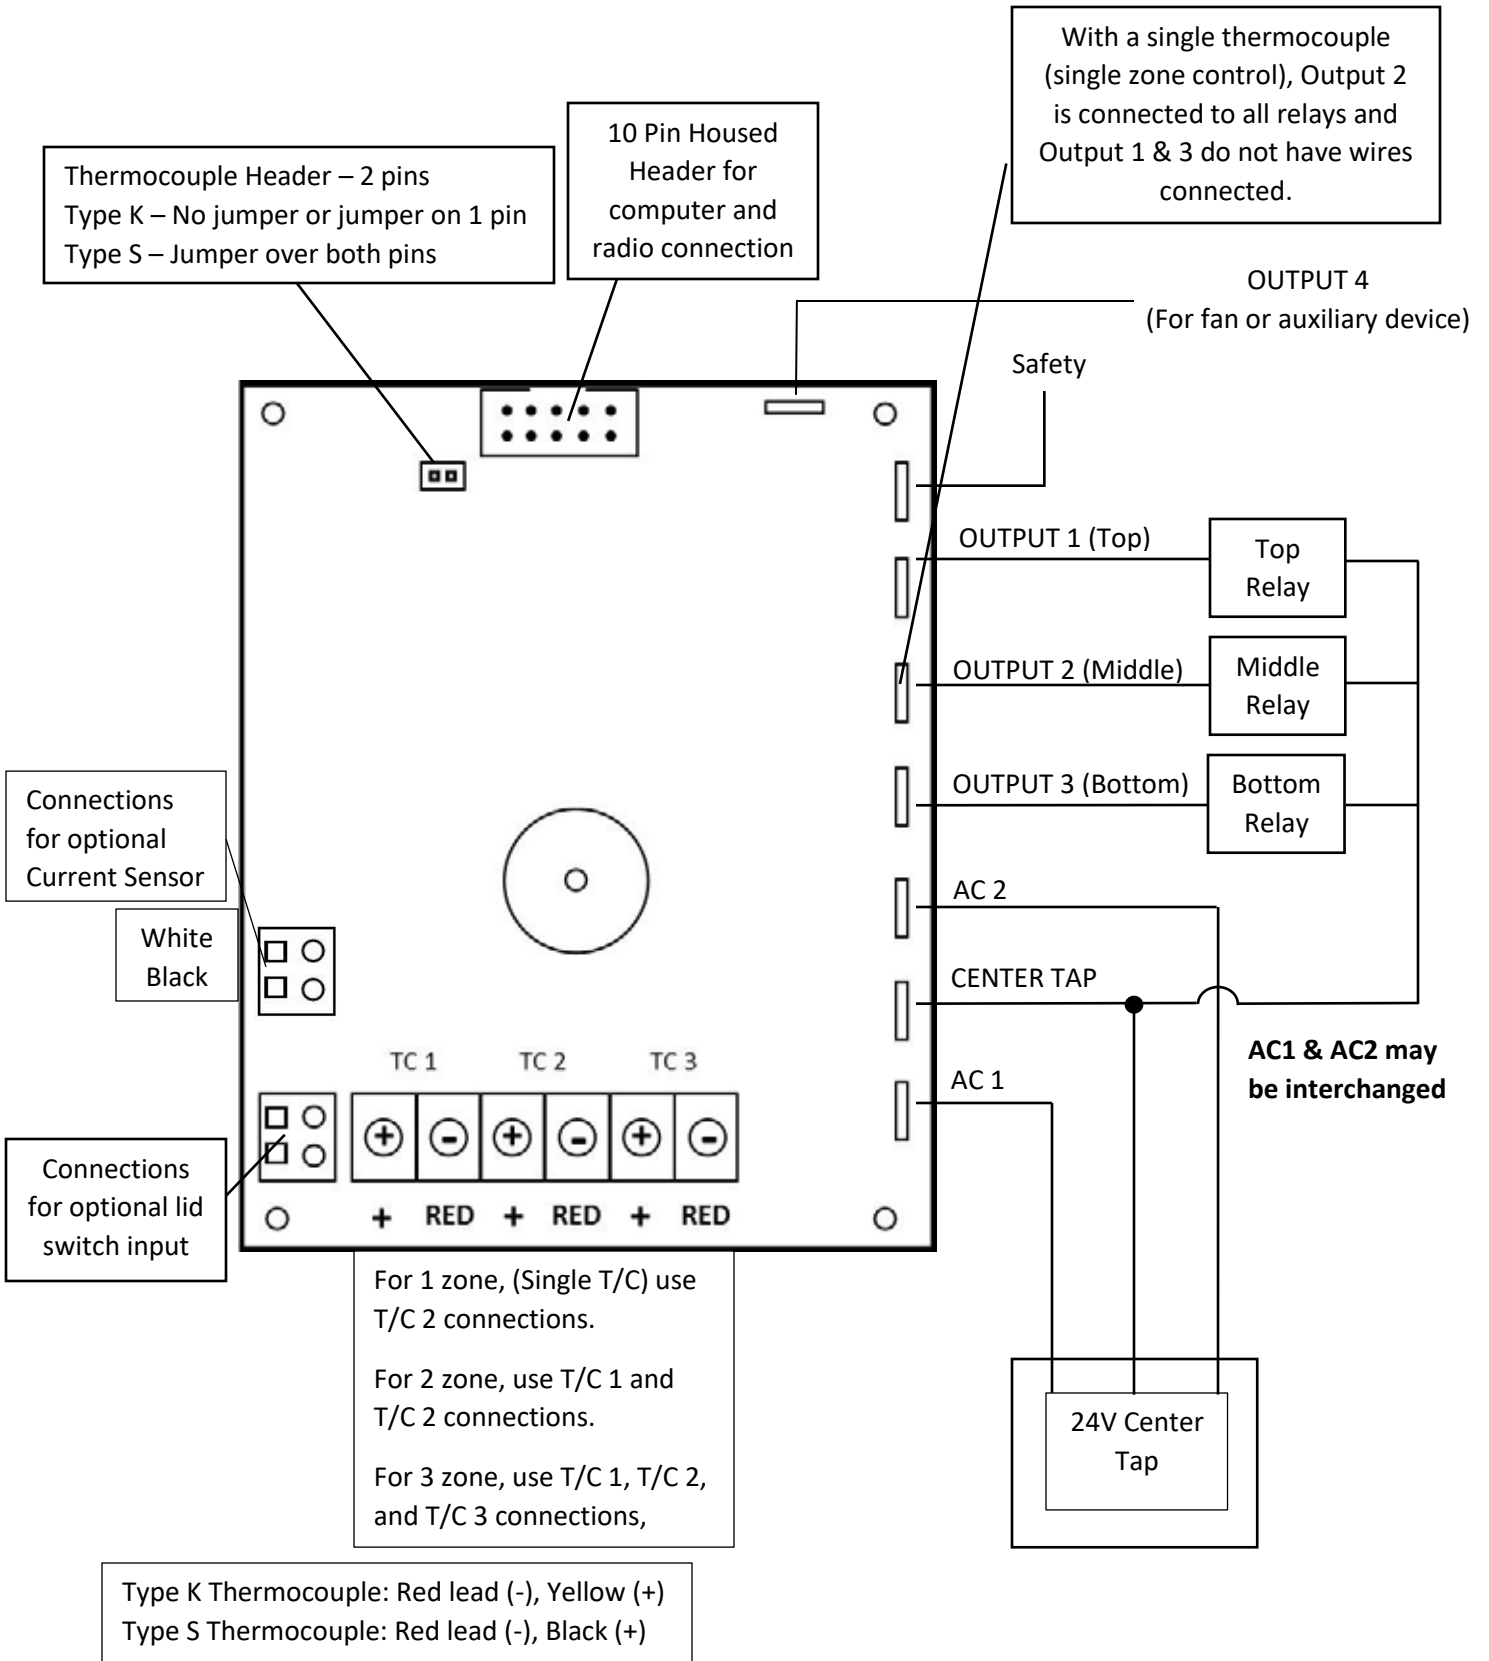 With a single thermocouple
(single zone control), Output 2
is connected to all relays and
Output 1 & 3 do not have wires
connected.
10 Pin Housed
Header for
computer and
radio connection
Thermocouple Header – 2 pins
Type K – No jumper or jumper on 1 pin
Type S – Jumper over both pins
OUTPUT 4
(For fan or auxiliary device)
Safety
OUTPUT 1 (Top)
Top
Relay
OUTPUT 2 (Middle)
Middle
Relay
OUTPUT 3 (Bottom)
Bottom
Relay
Connections
for optional
Current Sensor
White
Black
AC 2
CENTER TAP
AC1 & AC2 may
be interchanged
AC 1
TC 1 TC 2 TC 3
+ - + - + -
+ RED + RED + RED
Connections
for optional lid
switch input
For 1 zone, (Single T/C) use
T/C 2 connections.
For 2 zone, use T/C 1 and
T/C 2 connections.
For 3 zone, use T/C 1, T/C 2,
and T/C 3 connections,
24V Center
Tap
Type K Thermocouple: Red lead (-), Yellow (+)
Type S Thermocouple: Red lead (-), Black (+)